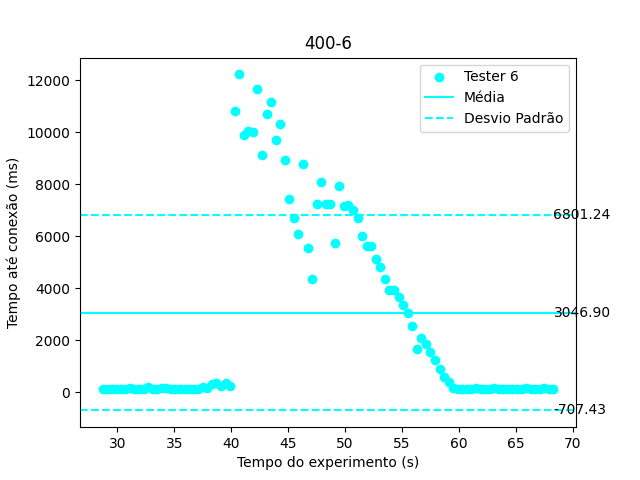 400-6
Tempo até conexão (ms)
12000
10000
8000
6000
4000
2000
0
Tester 6
Média
Desvio Padrão
6801.24
3046.90
-707.43
30 35 40 45 50 55 60 65 70
Tempo do experimento (s)